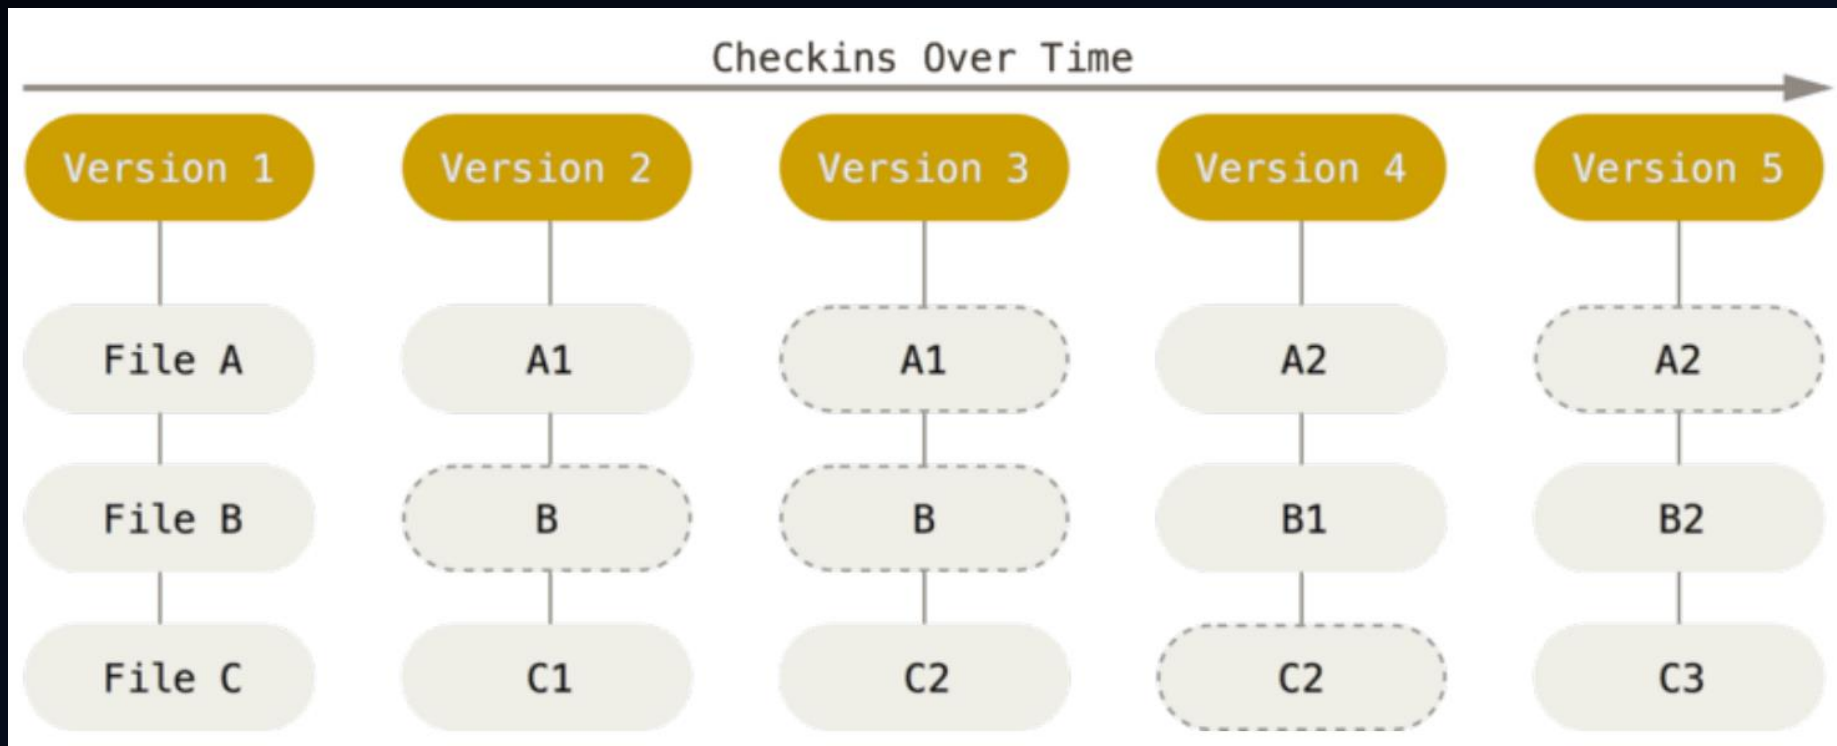 Checkins Over Time
Version 1 Version 2 Version 3 Version 4 Version 5
File A A1 A1 A2 A2
File B B B B1 B2
File C C1 C2 C2 C3